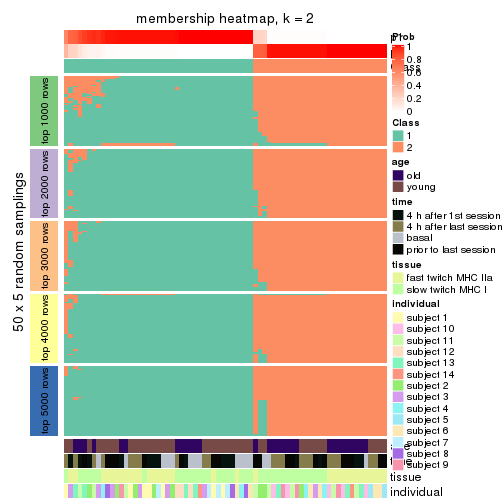 membership heatmap, k = 2
50 x 5 random samplings
top 1000 rows
top 2000 rows
top 3000 rows
top 4000 rows
top 5000 rows
Prob
1
0.8
0.6
0.4
0.2
0
Class
1
2
age
old
young
time
4 h after 1st session
4 h after last session
basal
prior to last session
tissue
fast twitch MHC IIa
slow twitch MHC I
individual
subject 1
subject 10
subject 11
subject 12
subject 13
subject 14
subject 2
subject 3
subject 4
subject 5
subject 6
subject 7
subject 8
subject 9
tissue
individual